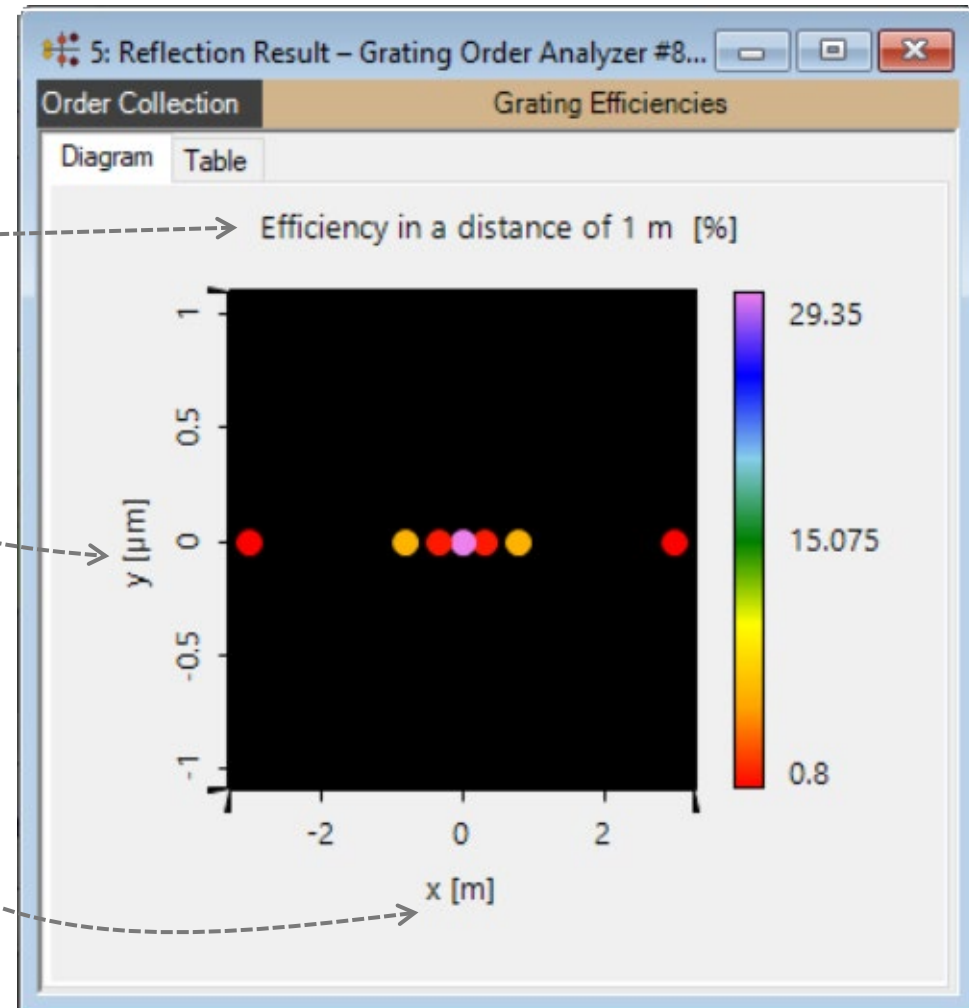 5: Reflection Result – Grating Order Analyzer #8...
Order Collection Grating Efficiencies
Diagram Table
Efficiency in a distance of 1 m [%]
1
0.5
0
-0.5
-1
y [µm]
-2 0 2
x [m]
29.35
15.075
0.8